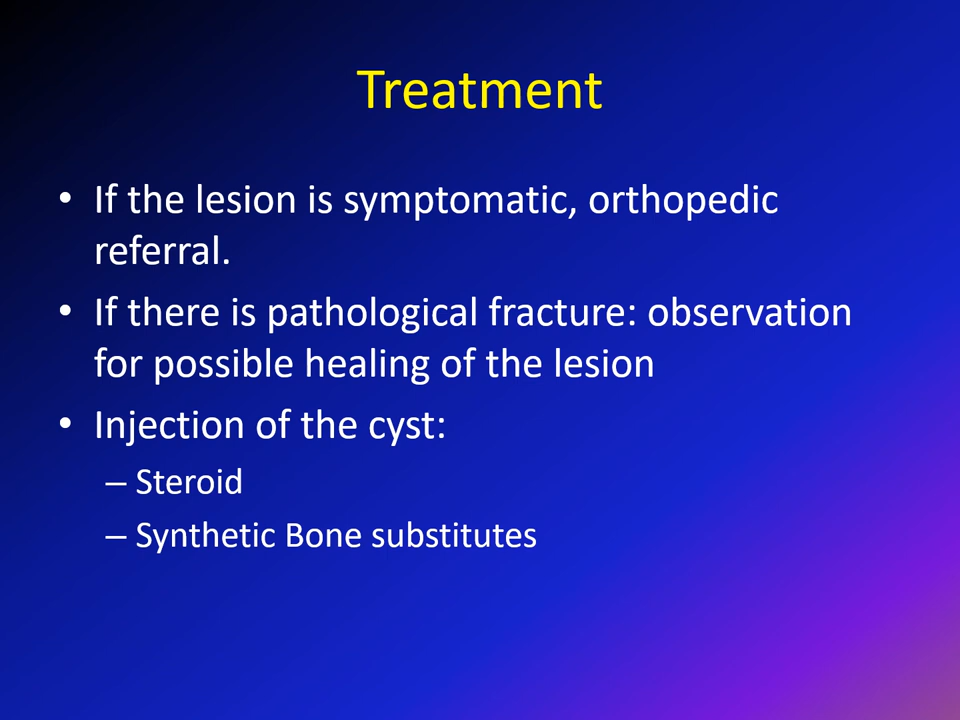 Treatment
• If the lesion is symptomatic, orthopedic
referral.
• If there is pathological fracture: observation
for possible healing of the lesion
• Injection of the cyst:
– Steroid
– Synthetic Bone substitutes